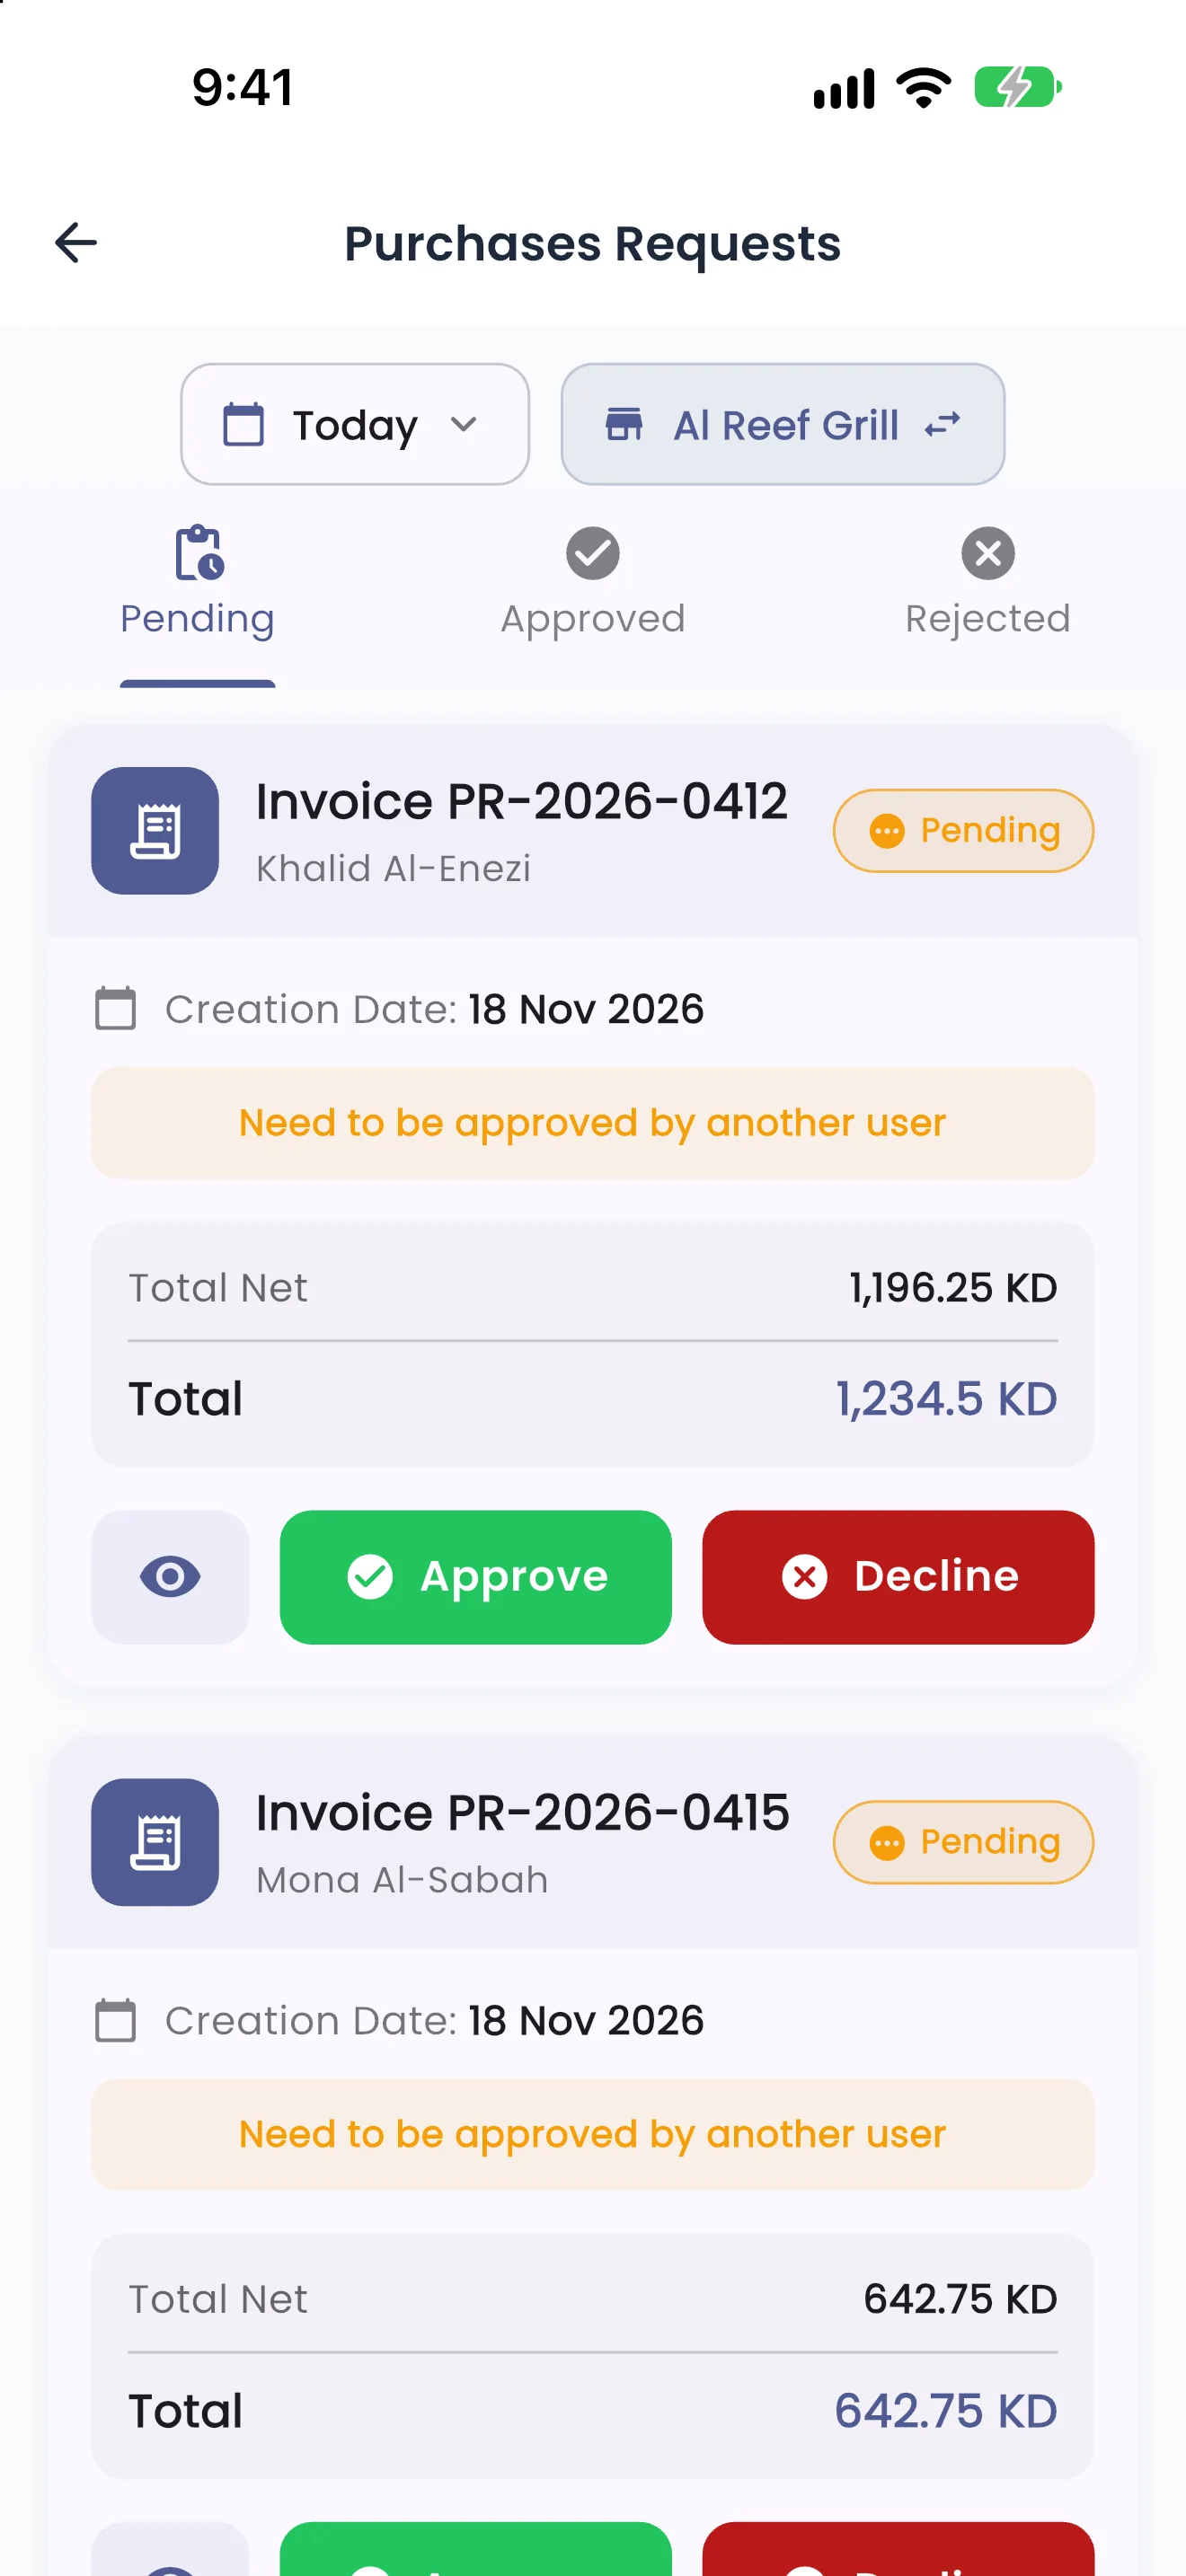 9:41
Purchases Requests
Today
Al Reef Grill
Pending
Approved
Rejected
Invoice PR-2026-0412
Khalid Al-Enezi
Pending
Creation Date: 18 Nov 2026
Need to be approved by another user
Total Net 1,196.25 KD
Total 1,234.5 KD
Approve
Decline
Invoice PR-2026-0415
Mona Al-Sabah
Pending
Creation Date: 18 Nov 2026
Need to be approved by another user
Total Net 642.75 KD
Total 642.75 KD